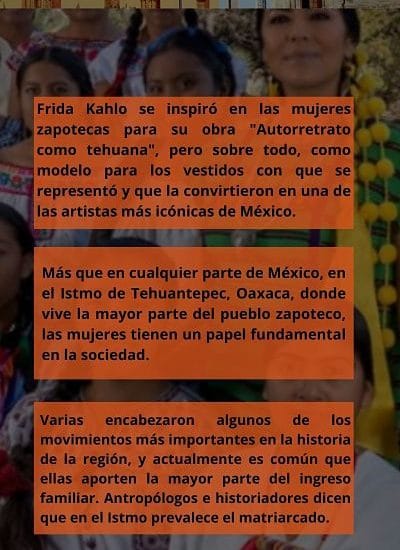 Frida Kahlo se inspiró en las mujeres
zapotecas para su obra "Autorretrato
como tehuana", pero sobre todo, como
modelo para los vestidos con que se
representó y que la convirtieron en una de
las artistas más icónicas de México.
Más que en cualquier parte de México, en
el Istmo de Tehuantepec, Oaxaca, donde
vive la mayor parte del pueblo zapoteco,
las mujeres tienen un papel fundamental
en la sociedad.
Varias encabezaron algunos de los
movimientos más importantes en la historia
de la región, y actualmente es común que
ellas aporten la mayor parte del ingreso
familiar. Antropólogos e historiadores dicen
que en el Istmo prevalece el matriarcado.